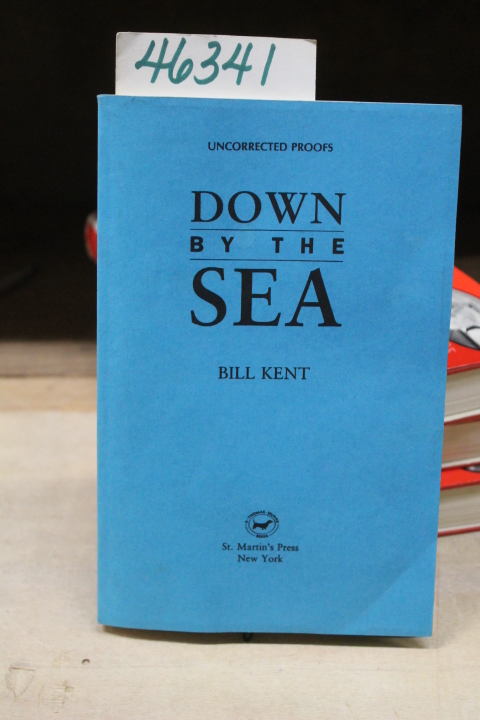 46341
UNCORRECTED PROOFS
DOWN
BY THE
SEA
BILL KENT
St. Martin's Press
New York